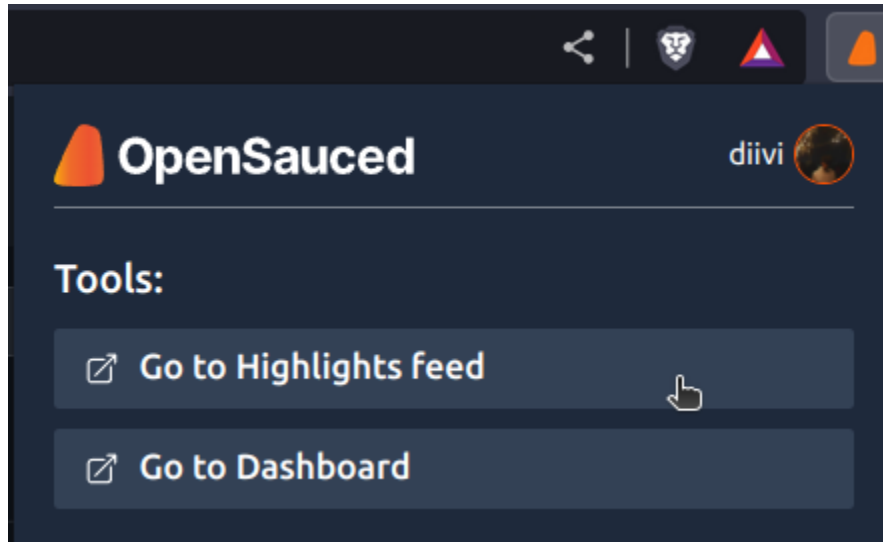 OpenSauced
diivi
Tools:
Go to Highlights feed
Go to Dashboard